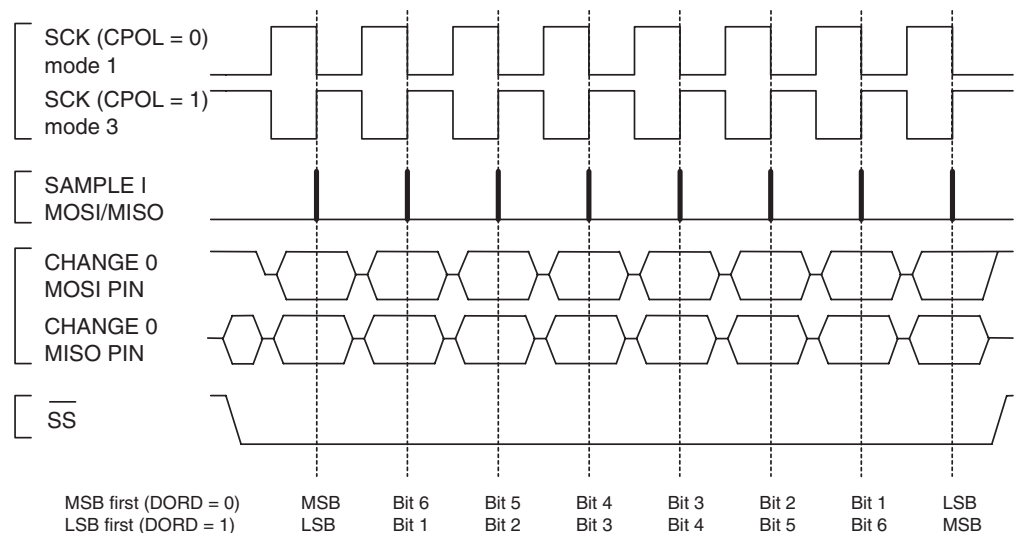 SCK (CPOL = 0)
mode 1
SCK (CPOL = 1)
mode 3
SAMPLE I
MOSI/MISO
CHANGE 0
MOSI PIN
CHANGE 0
MISO PIN
SS
MSB first (DORD = 0) MSB Bit 6 Bit 5 Bit 4 Bit 3 Bit 2 Bit 1 LSB
LSB first (DORD = 1) LSB Bit 1 Bit 2 Bit 3 Bit 4 Bit 5 Bit 6 MSB